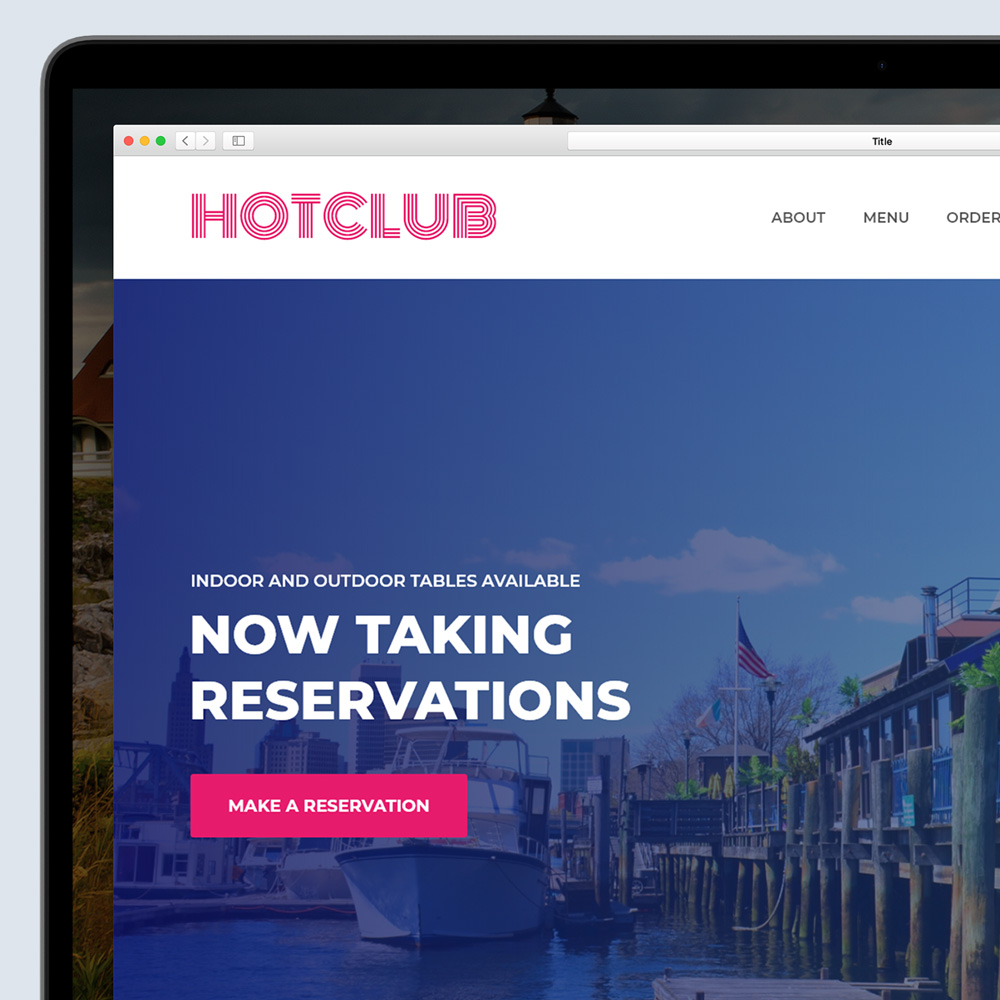 Title
HOTCLUB
ABOUT MENU ORDER
INDOOR AND OUTDOOR TABLES AVAILABLE
NOW TAKING
RESERVATIONS
MAKE A RESERVATION